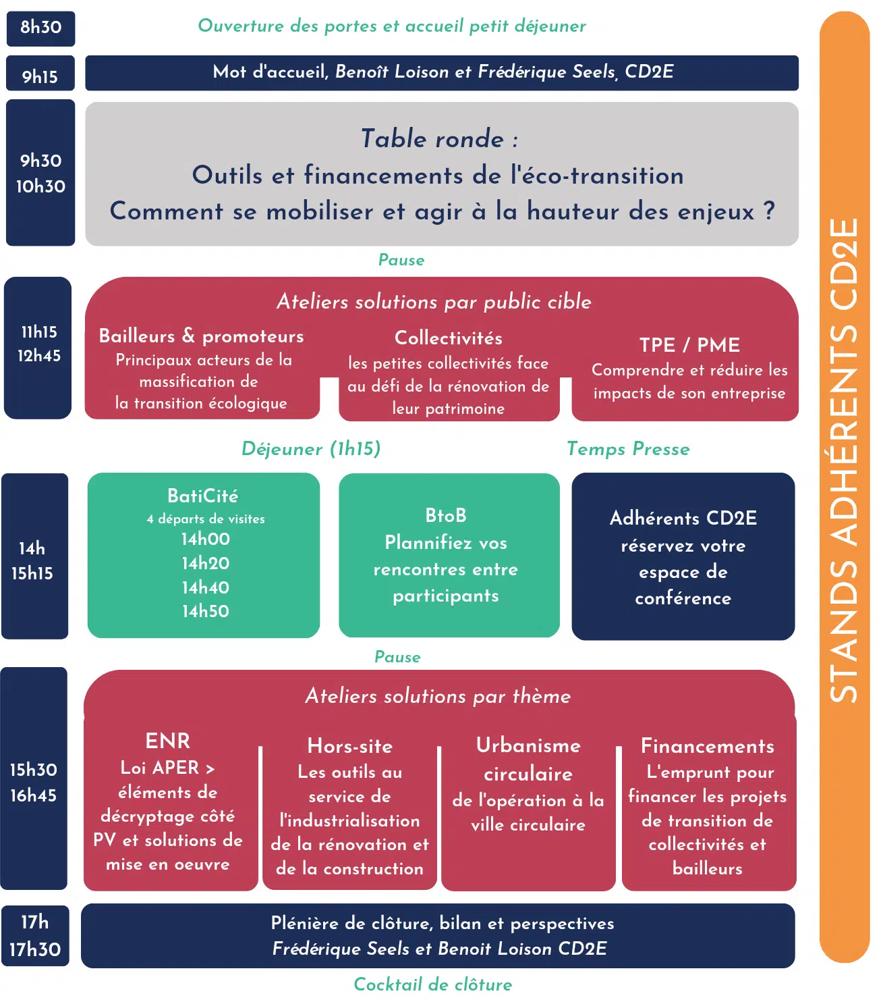 8h30
Ouverture des portes et accueil petit déjeuner
9h15
Mot d'accueil, Benoît Loison et Frédérique Seels, CD2E
9h30
10h30
Table ronde :
Outils et financements de l'éco-transition
Comment se mobiliser et agir à la hauteur des enjeux ?
Pause
11h15
12h45
Ateliers solutions par public cible
Bailleurs & promoteurs
Principaux acteurs de la
massification de
la transition écologique
Collectivités
les petites collectivités face
au défi de la rénovation de
leur patrimoine
TPE / PME
Comprendre et réduire les
impacts de son entreprise
Déjeuner (1h15)
Temps Presse
14h
15h15
BatiCité
4 départs de visites
14h00
14h20
14h40
14h50
BtoB
Plannifiez vos
rencontres entre
participants
Adhérents CD2E
réservez votre
espace de
conférence
Pause
15h30
16h45
Ateliers solutions par thème
ENR
Loi APER >
éléments de
décryptage côté
PV et solutions de
mise en oeuvre
Hors-site
Les outils au
service de
l'industrialisation
de la rénovation et
de la construction
Urbanisme
circulaire
de l'opération à la
ville circulaire
Financements
L'emprunt pour
financer les projets
de transition de
collectivités et
bailleurs
17h
17h30
Plénière de clôture, bilan et perspectives
Frédérique Seels et Benoit Loison CD2E
Cocktail de clôture
STANDS ADHÉRENTS CD2E